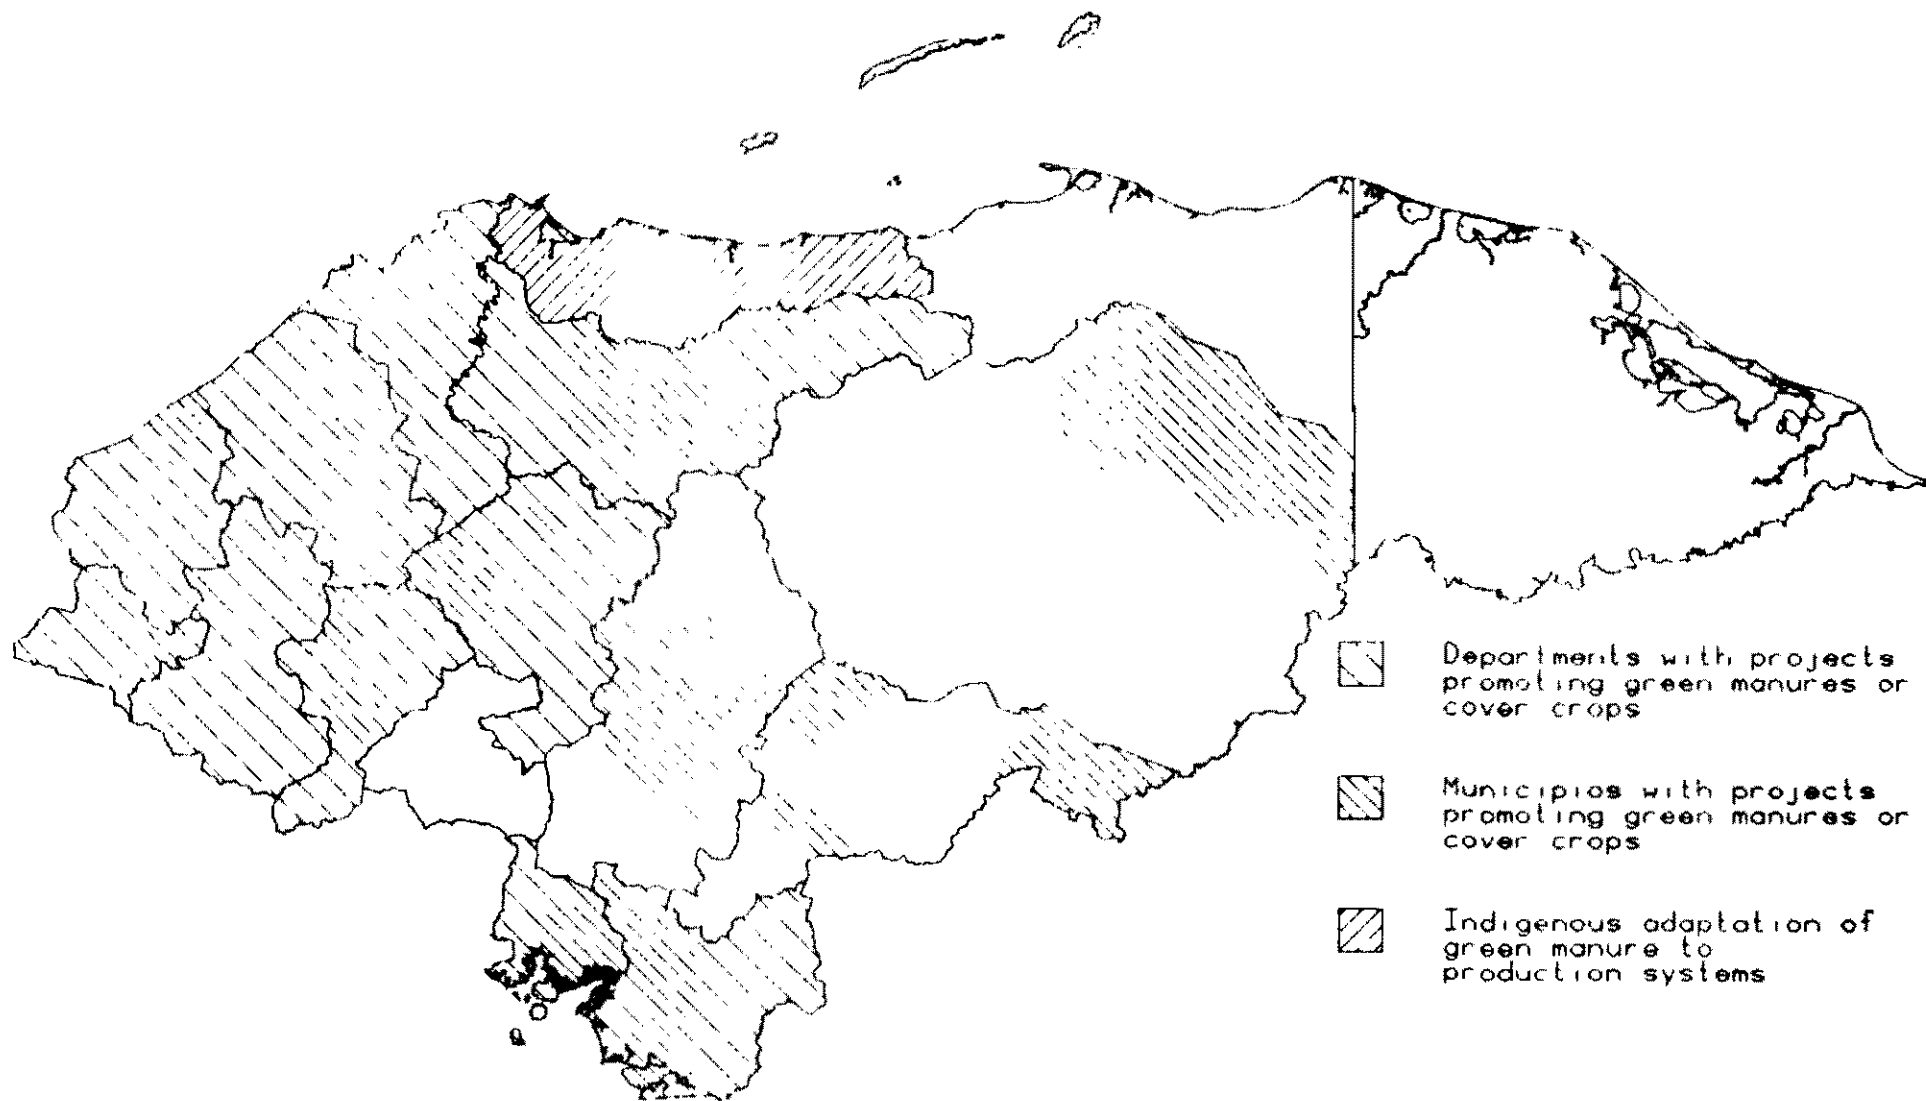 Departments with projects
promoting green manures or
cover crops
Municipios with projects
promoting green manures or
cover crops
Indigenous adaptation of
green manure to
production systems